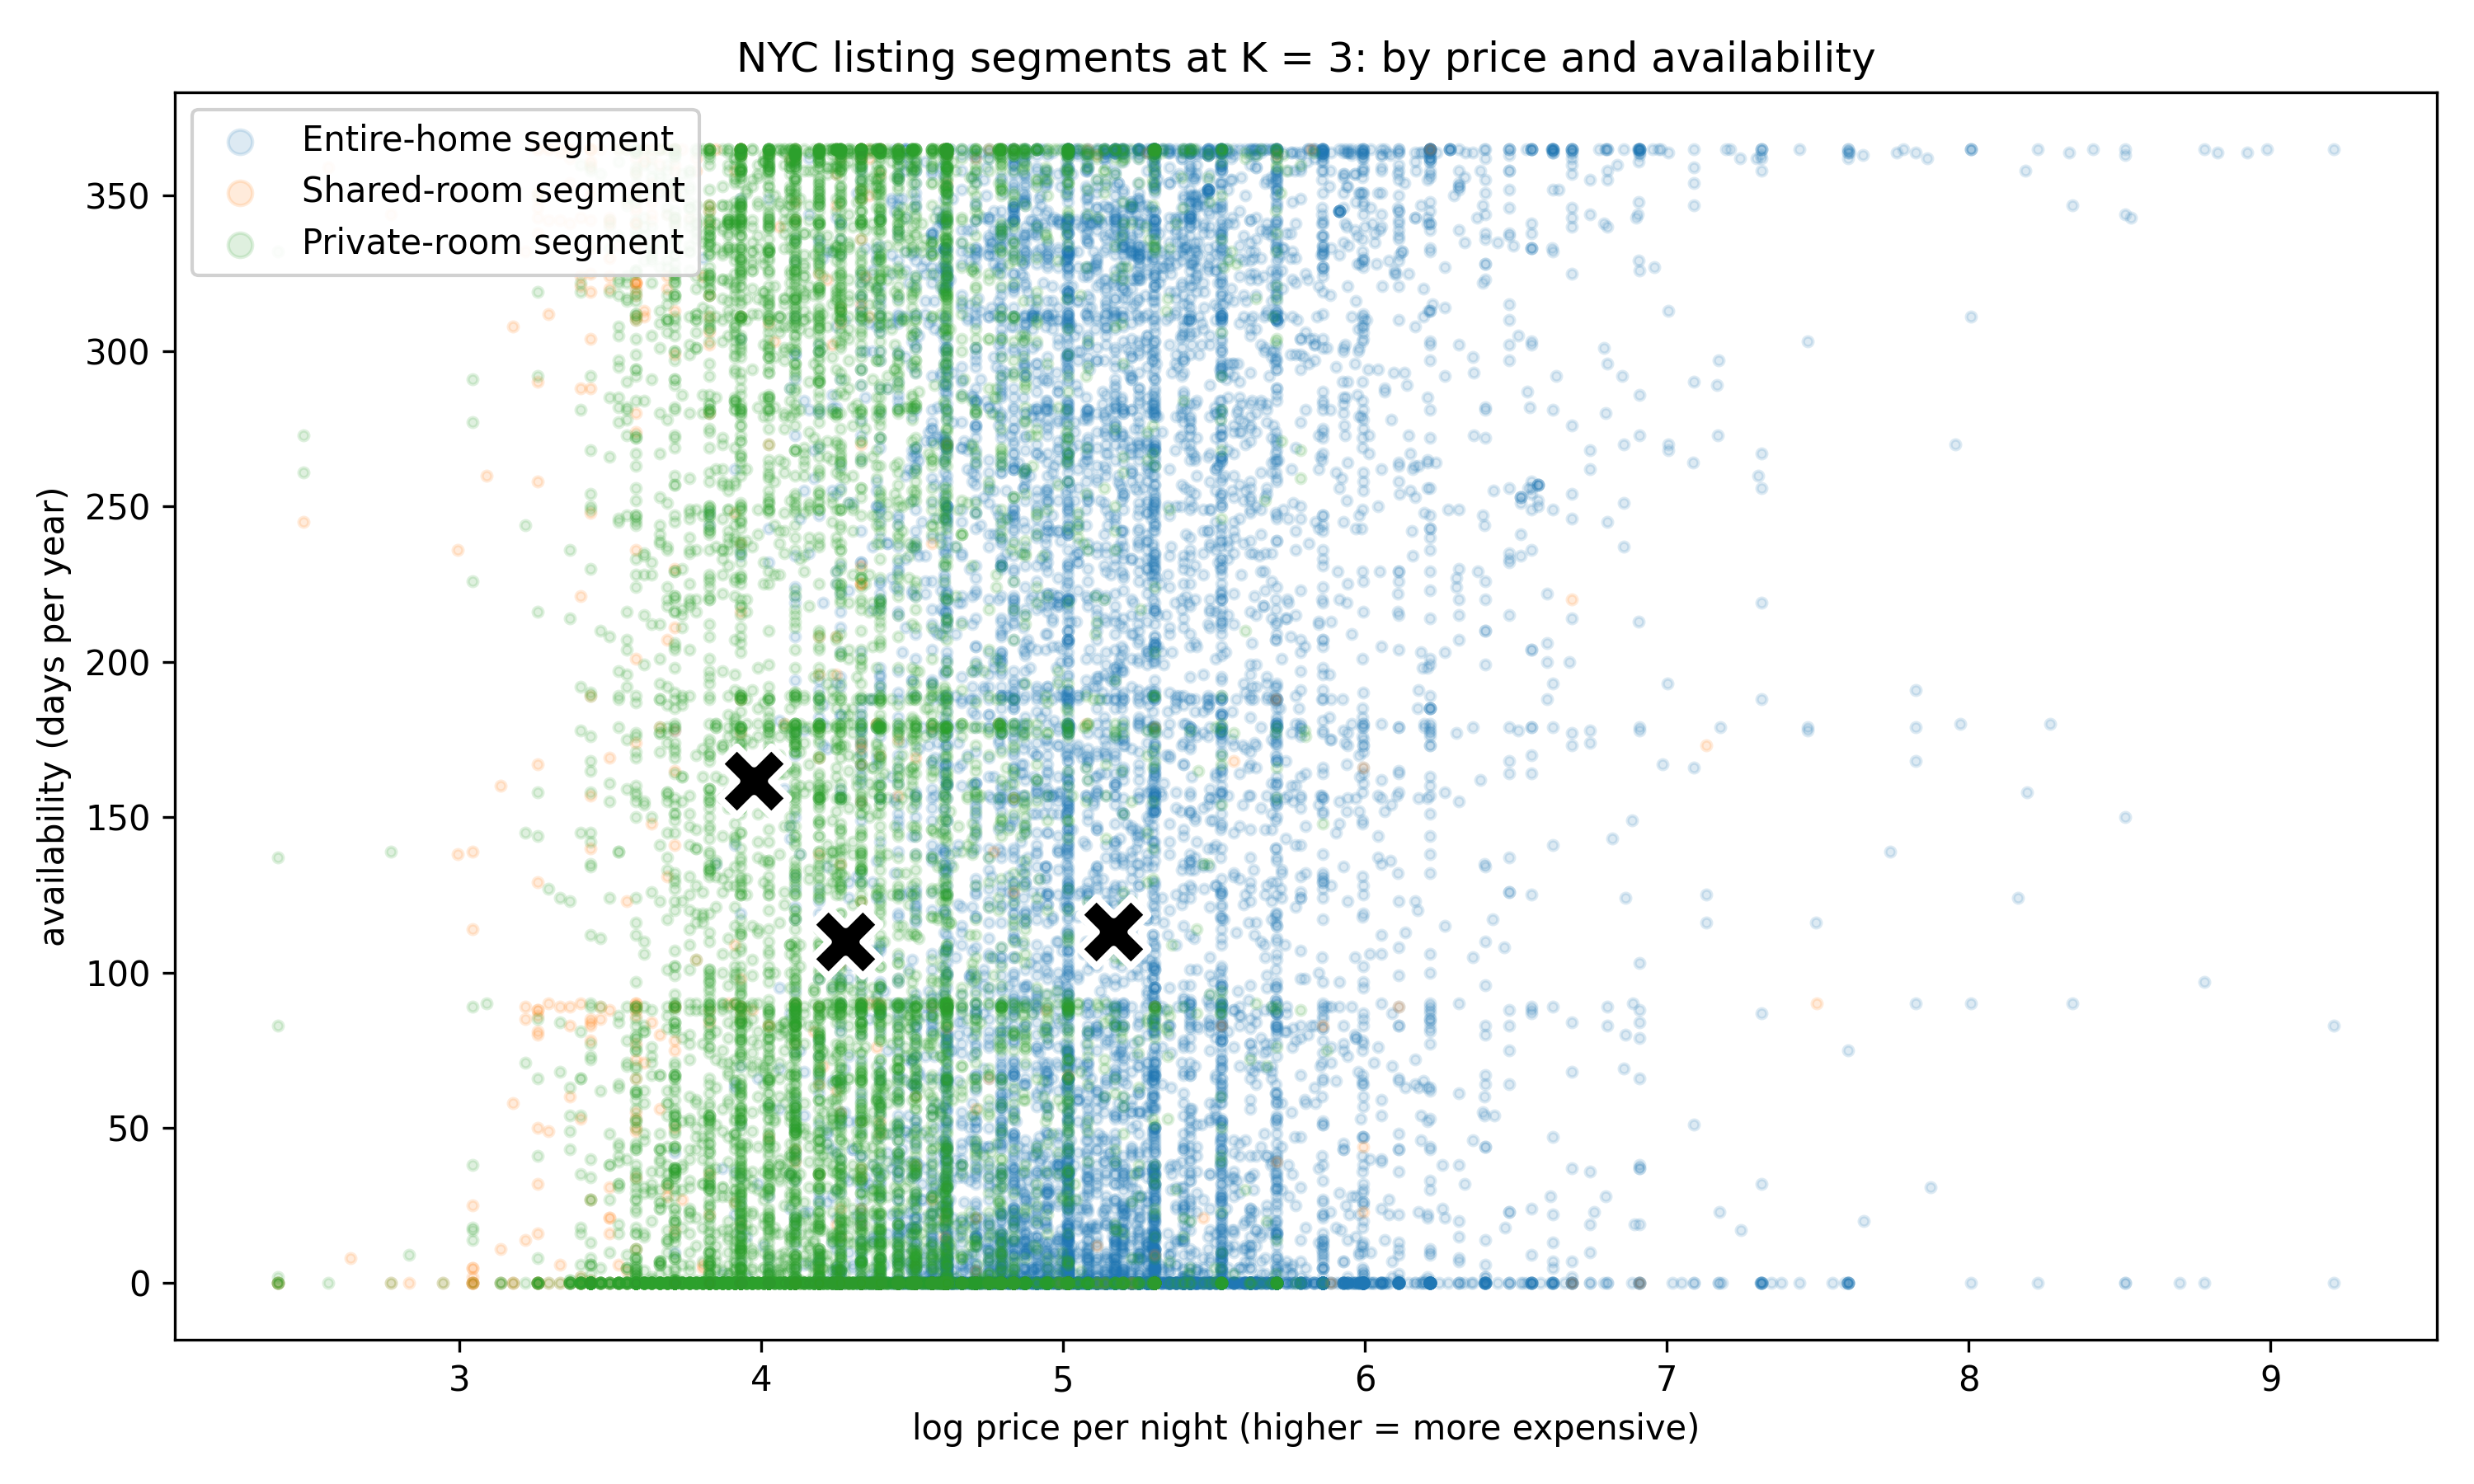 NYC listing segments at K = 3: by price and availability
Entire-home segment
Shared-room segment
Private-room segment
350
300
250
200
150
100
50
0
availability (days per year)
3 4 5 6 7 8 9
log price per night (higher = more expensive)